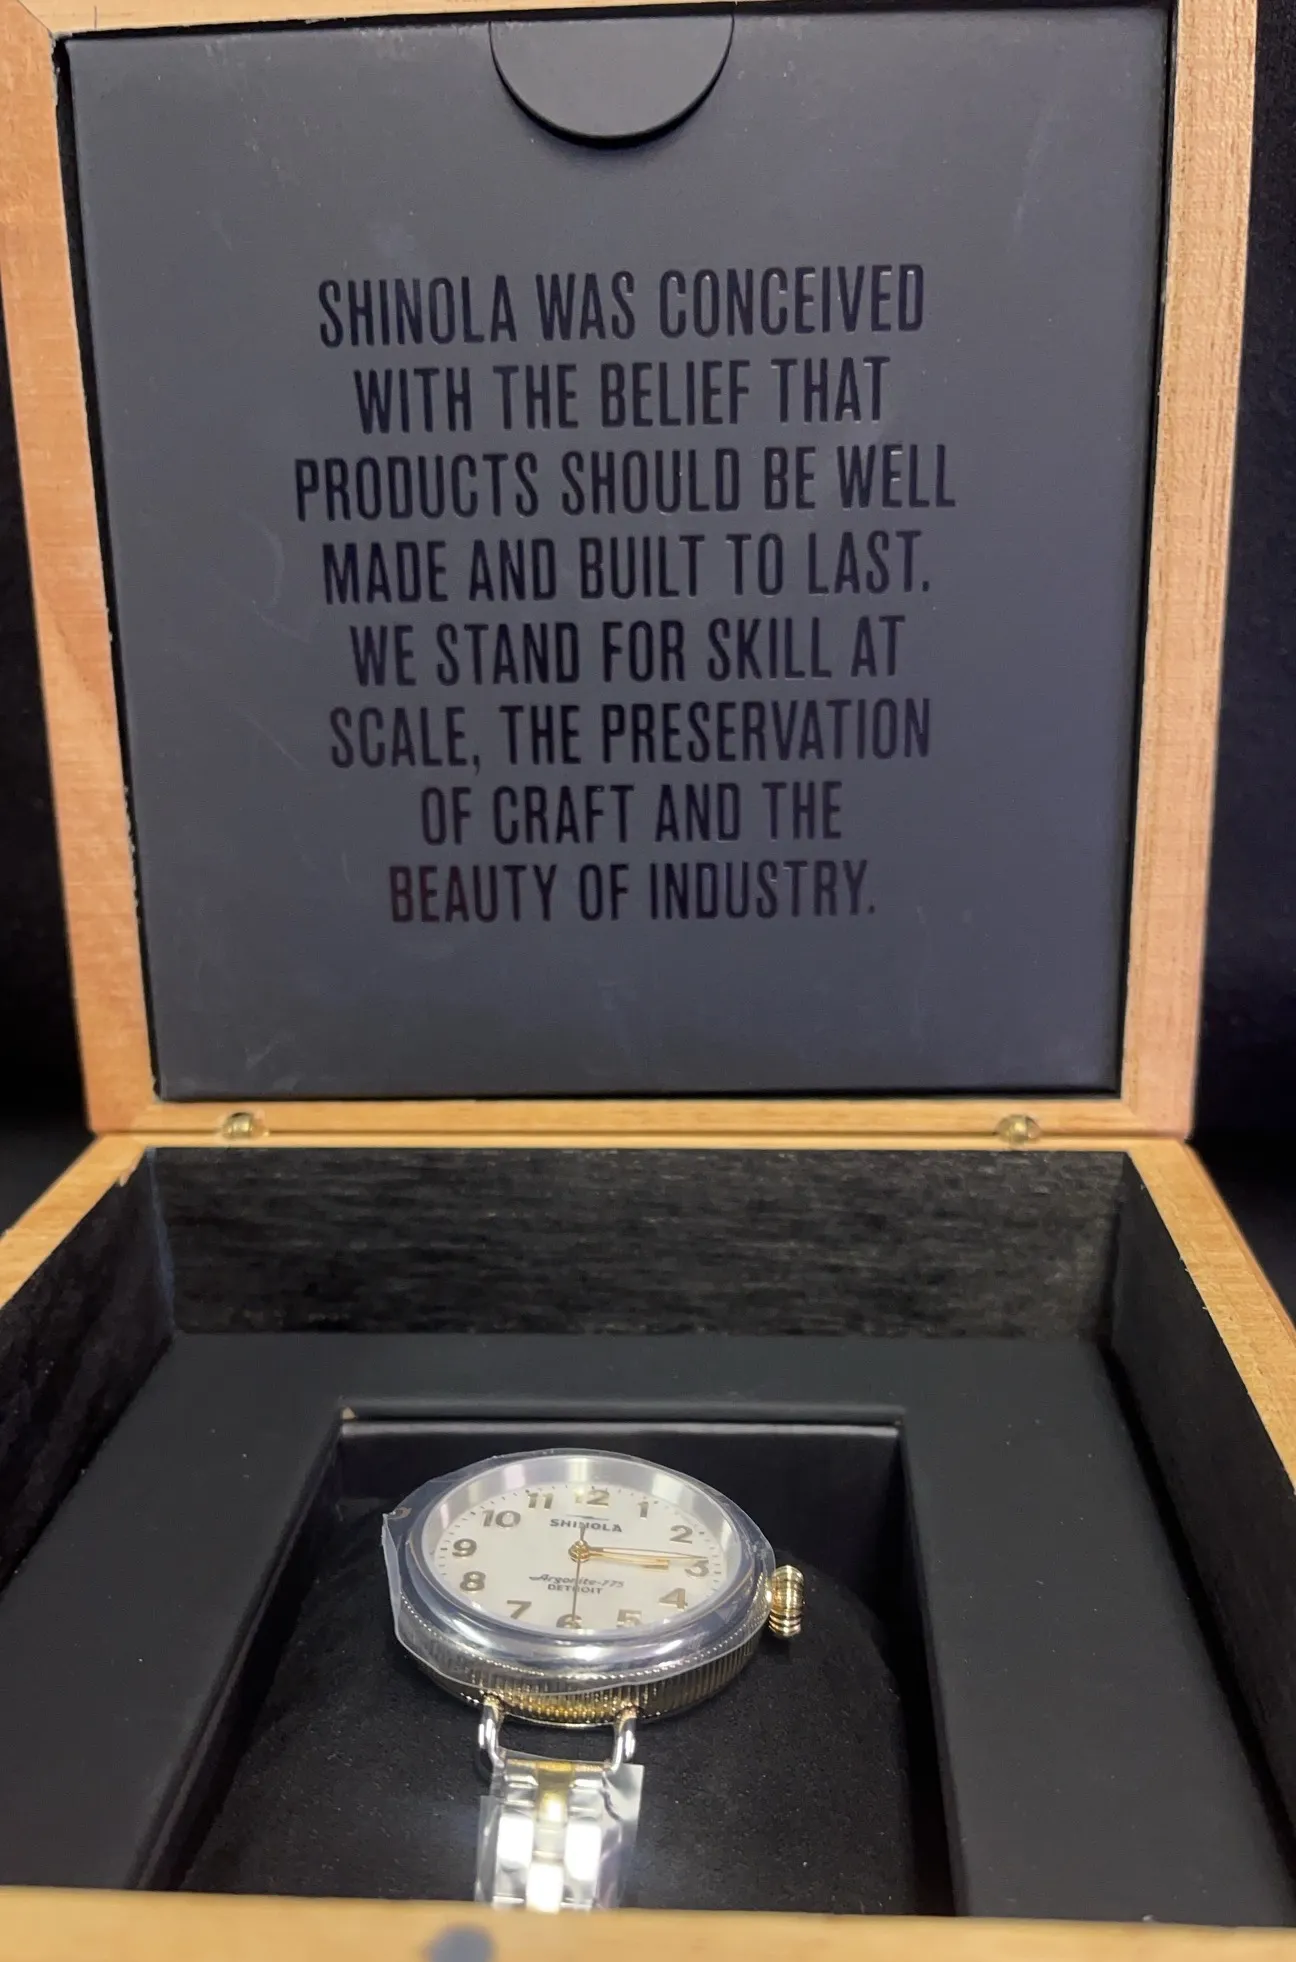 SHINOLA WAS CONCEIVED
WITH THE BELIEF THAT
PRODUCTS SHOULD BE WELL
MADE AND BUILT TO LAST.
WE STAND FOR SKILL AT
SCALE, THE PRESERVATION
OF CRAFT AND THE
BEAUTY OF INDUSTRY.
11 12 1
10 2
SHINOLA
9 3
8 4
Argonite-775
DETROIT
7 6 5